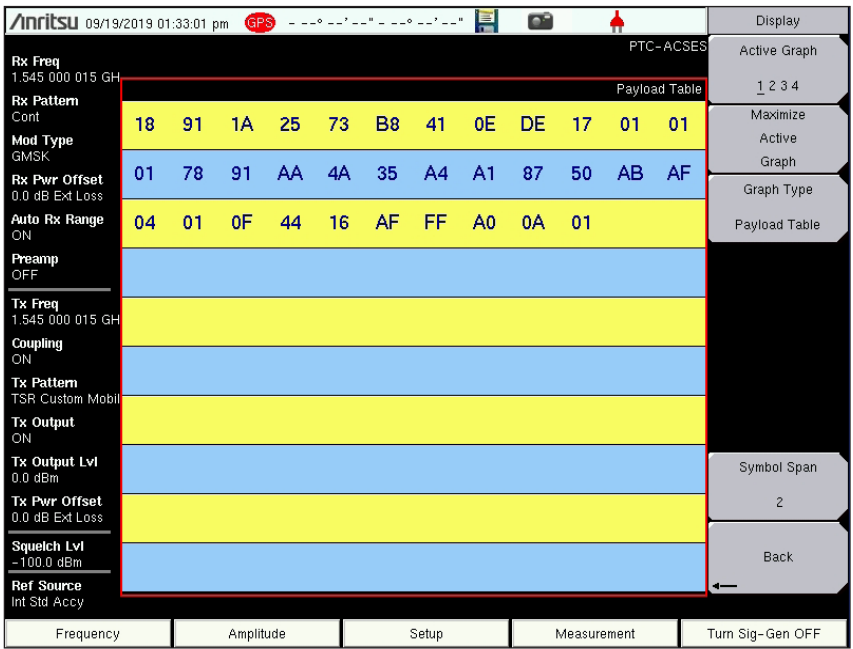 Anritsu 09/19/2019 01:33:01 pm GPS - --° --'--" - --° --'--"
PTC-ACSES
Rx Freq
1.545 000 015 GH
Rx Pattern
Cont
Mod Type
GMSK
Rx Pwr Offset
0.0 dB Ext Loss
Auto Rx Range
ON
Preamp
OFF
Tx Freq
1.545 000 015 GH
Coupling
ON
Tx Pattern
TSR Custom Mobil
Tx Output
ON
Tx Output Lvl
0.0 dBm
Tx Pwr Offset
0.0 dB Ext Loss
Squelch Lvl
-100.0 dBm
Ref Source
Int Std Accy
Payload Table
18 91 1A 25 73 B8 41 0E DE 17 01 01
01 78 91 AA 4A 35 A4 A1 87 50 AB AF
04 01 0F 44 16 AF FF A0 0A 01
Display
Active Graph
1 2 3 4
Maximize
Active
Graph
Graph Type
Payload Table
Symbol Span
2
Back
Frequency
Amplitude
Setup
Measurement
Turn Sig-Gen OFF